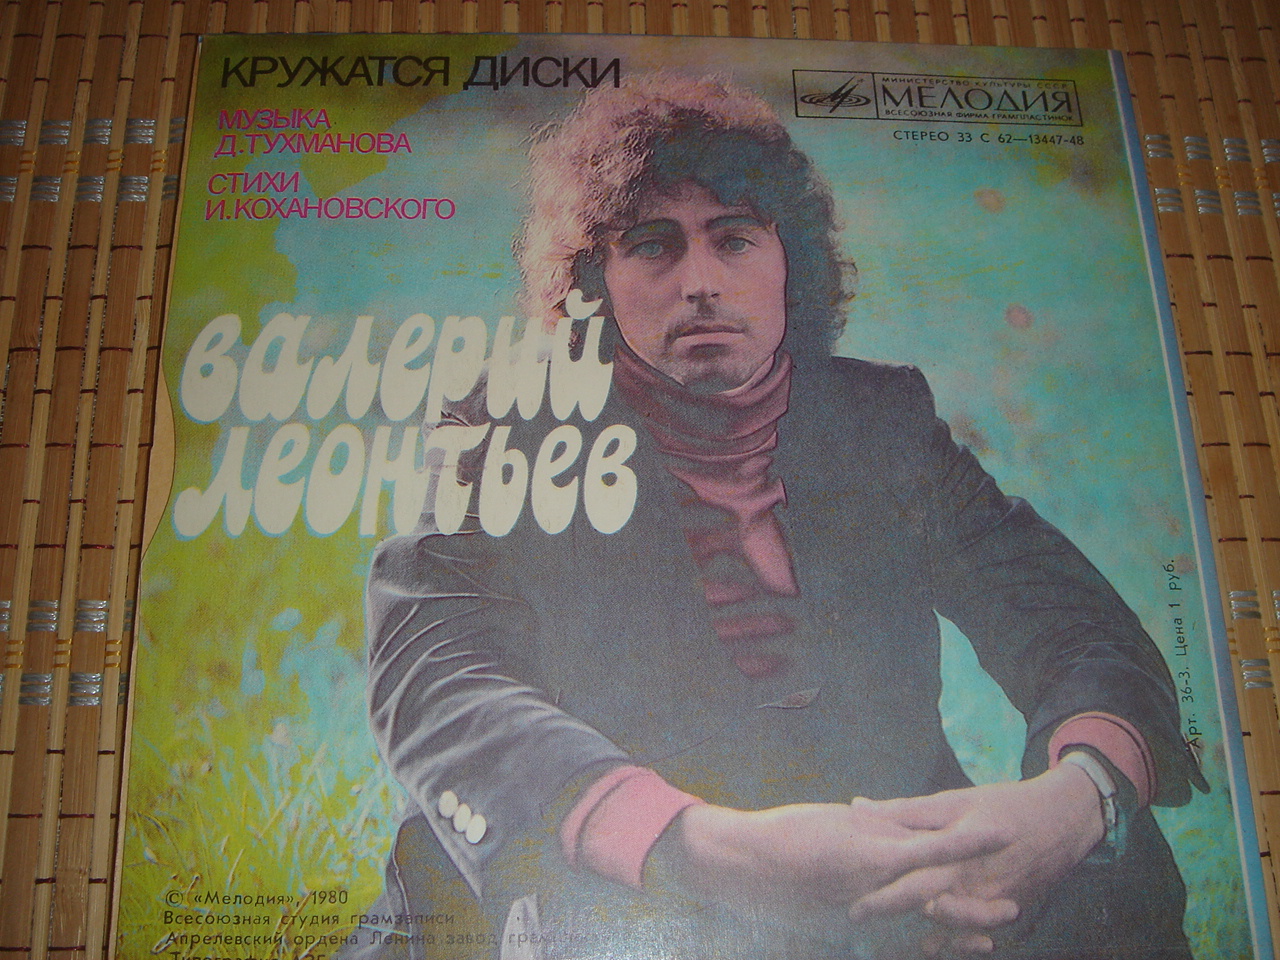 КРУЖАТСЯ ДИСКИ
МУЗЫКА
Д.ТУХМАНОВА
СТИХИ
И.КОХАНОВСКОГО
МИНИСТЕРСТВО КУЛЬТУРЫ СССР
МЕЛОДИЯ
ВСЕСОЮЗНАЯ ФИРМА ГРАМПЛАСТИНОК
СТЕРЕО 33 С 62—13447-48
валерий
леонтьев
Арт. 36-3. Цена 1 руб.
© «Мелодия», 1980
Всесоюзная студия грамзаписи
Апрелевский ордена Ленина завод
Типография